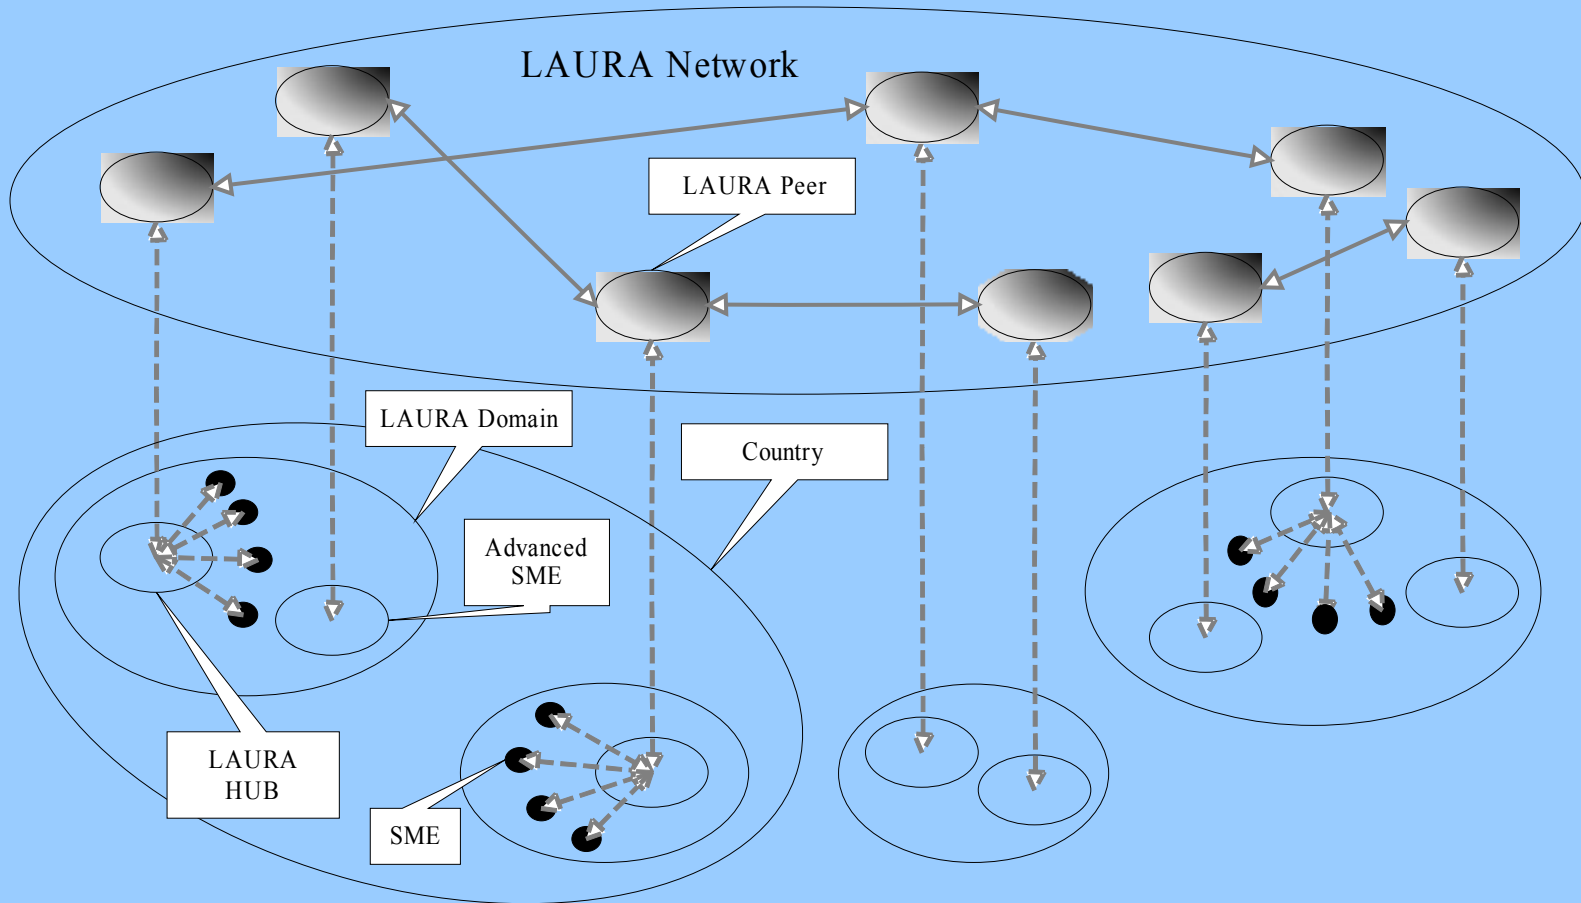 LAURA Network
LAURA Peer
LAURA Domain
Country
Advanced
SME
LAURA
HUB
SME